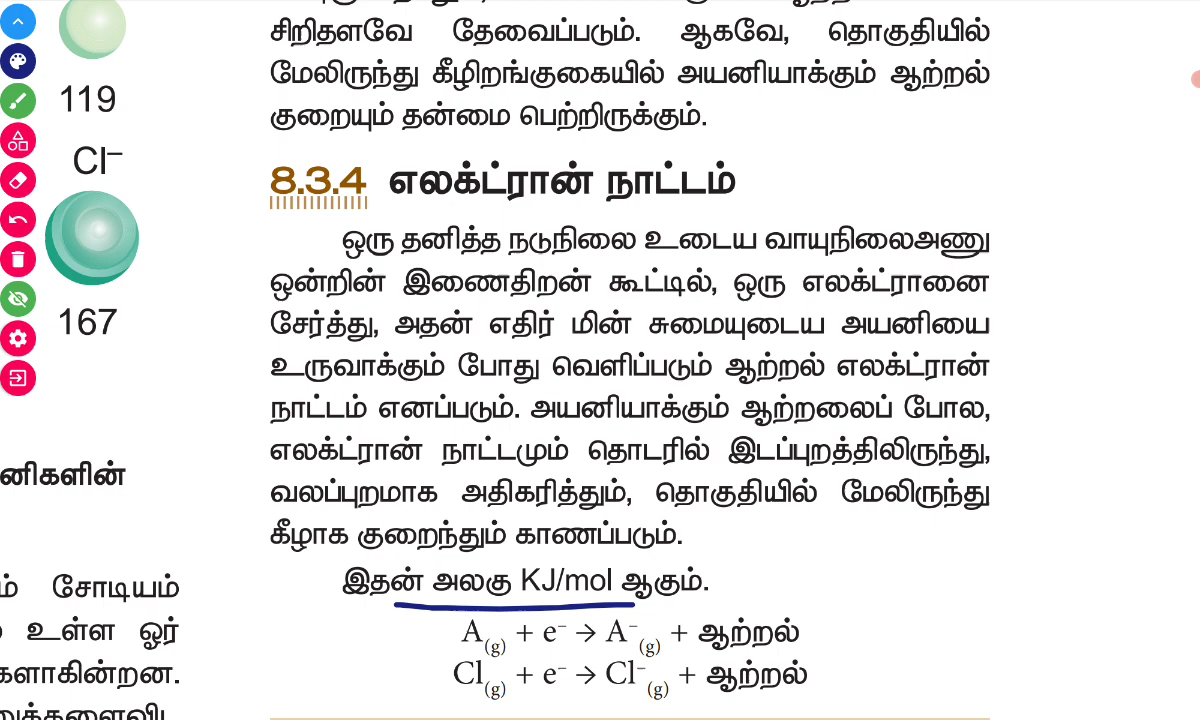 சிறிதளவே தேவைப்படும். ஆகவே, தொகுதியில்
மேலிருந்து கீழிறங்குகையில் அயனியாக்கும் ஆற்றல்
குறையும் தன்மை பெற்றிருக்கும்.
119
Cl⁻
167
னிகளின்
ம் சோடியம்
உள்ள ஓர்
களாகின்றன.
8.3.4 எலக்ட்ரான் நாட்டம்
ஒரு தனித்த நடுநிலை உடைய வாயுநிலைஅணு
ஒன்றின் இணைதிறன் கூட்டில், ஒரு எலக்ட்ரானை
சேர்த்து, அதன் எதிர் மின் சுமையுடைய அயனியை
உருவாக்கும் போது வெளிப்படும் ஆற்றல் எலக்ட்ரான்
நாட்டம் எனப்படும். அயனியாக்கும் ஆற்றலைப் போல,
எலக்ட்ரான் நாட்டமும் தொடரில் இடப்புறத்திலிருந்து,
வலப்புறமாக அதிகரித்தும், தொகுதியில் மேலிருந்து
கீழாக குறைந்தும் காணப்படும்.
இதன் அலகு KJ/mol ஆகும்.
A(g) + e⁻ → A⁻(g) + ஆற்றல்
Cl(g) + e⁻ → Cl⁻(g) + ஆற்றல்